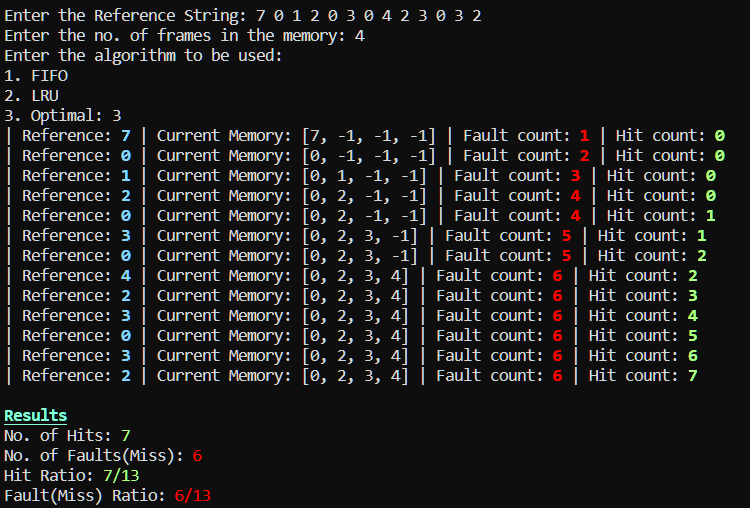 Enter the Reference String: 7 0 1 2 0 3 0 4 2 3 0 3 2
Enter the no. of frames in the memory: 4
Enter the algorithm to be used:
1. FIFO
2. LRU
3. Optimal: 3
| Reference: 7 | Current Memory: [7, -1, -1, -1] | Fault count: 1 | Hit count: 0
| Reference: 0 | Current Memory: [0, -1, -1, -1] | Fault count: 2 | Hit count: 0
| Reference: 1 | Current Memory: [0, 1, -1, -1] | Fault count: 3 | Hit count: 0
| Reference: 2 | Current Memory: [0, 2, -1, -1] | Fault count: 4 | Hit count: 0
| Reference: 0 | Current Memory: [0, 2, -1, -1] | Fault count: 4 | Hit count: 1
| Reference: 3 | Current Memory: [0, 2, 3, -1] | Fault count: 5 | Hit count: 1
| Reference: 0 | Current Memory: [0, 2, 3, -1] | Fault count: 5 | Hit count: 2
| Reference: 4 | Current Memory: [0, 2, 3, 4] | Fault count: 6 | Hit count: 2
| Reference: 2 | Current Memory: [0, 2, 3, 4] | Fault count: 6 | Hit count: 3
| Reference: 3 | Current Memory: [0, 2, 3, 4] | Fault count: 6 | Hit count: 4
| Reference: 0 | Current Memory: [0, 2, 3, 4] | Fault count: 6 | Hit count: 5
| Reference: 3 | Current Memory: [0, 2, 3, 4] | Fault count: 6 | Hit count: 6
| Reference: 2 | Current Memory: [0, 2, 3, 4] | Fault count: 6 | Hit count: 7
Results
No. of Hits: 7
No. of Faults(Miss): 6
Hit Ratio: 7/13
Fault(Miss) Ratio: 6/13